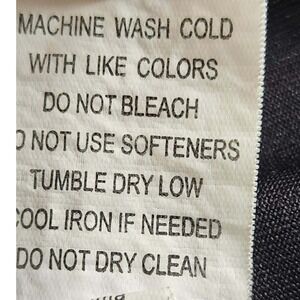 MACHINE WASH COLD
WITH LIKE COLORS
DO NOT BLEACH
O NOT USE SOFTENERS
TUMBLE DRY LOW
COOL IRON IF NEEDED
DO NOT DRY CLEAN